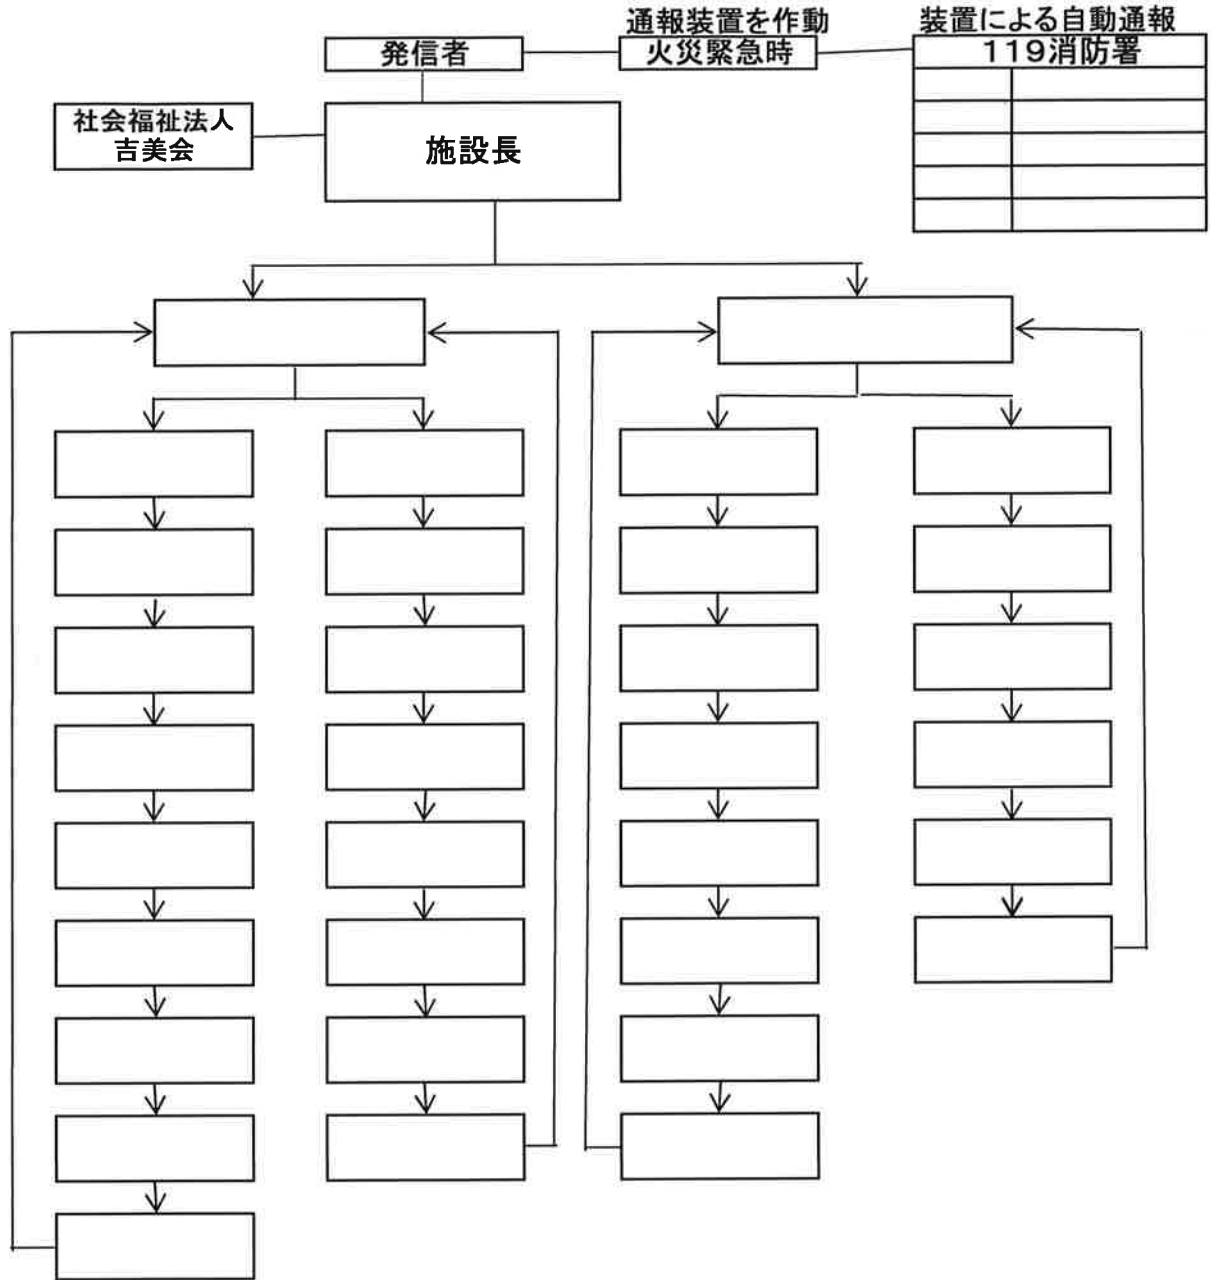 通報装置を作動
装置による自動通報
発信者
火災緊急時
119消防署
社会福祉法人
吉美会
施設長